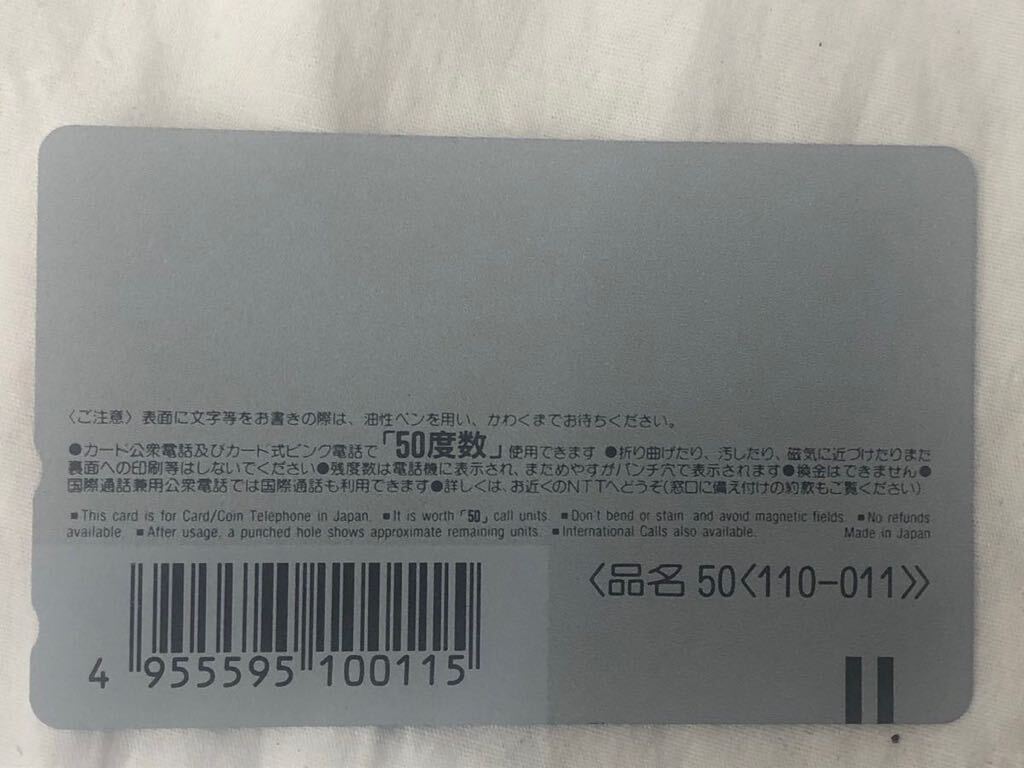 〈ご注意〉表面に文字等をお書きの際は、油性ペンを用い、かわくまでお待ちください。
●カード公衆電話及びカード式ピンク電話で「50度数」使用できます ●折り曲げたり、汚したり、磁気に近づけたりまた
裏面への印刷等はしないでください●残度数は電話機に表示され、まためやすがパンチ穴で表示されます●換金はできません●
国際通話兼用公衆電話では国際通話も利用できます●詳しくは、お近くのNTTへどうぞ(窓口に備え付けの約款もご覧ください)
■This card is for Card/Coin Telephone in Japan. ■It is worth「50」call units. ■Don't bend or stain and avoid magnetic fields. ■No refunds
available. ■After usage, a punched hole shows approximate remaining units. ■International Calls also available. Made in Japan
〈品名 50〈110-011〉〉
4 955595 100115